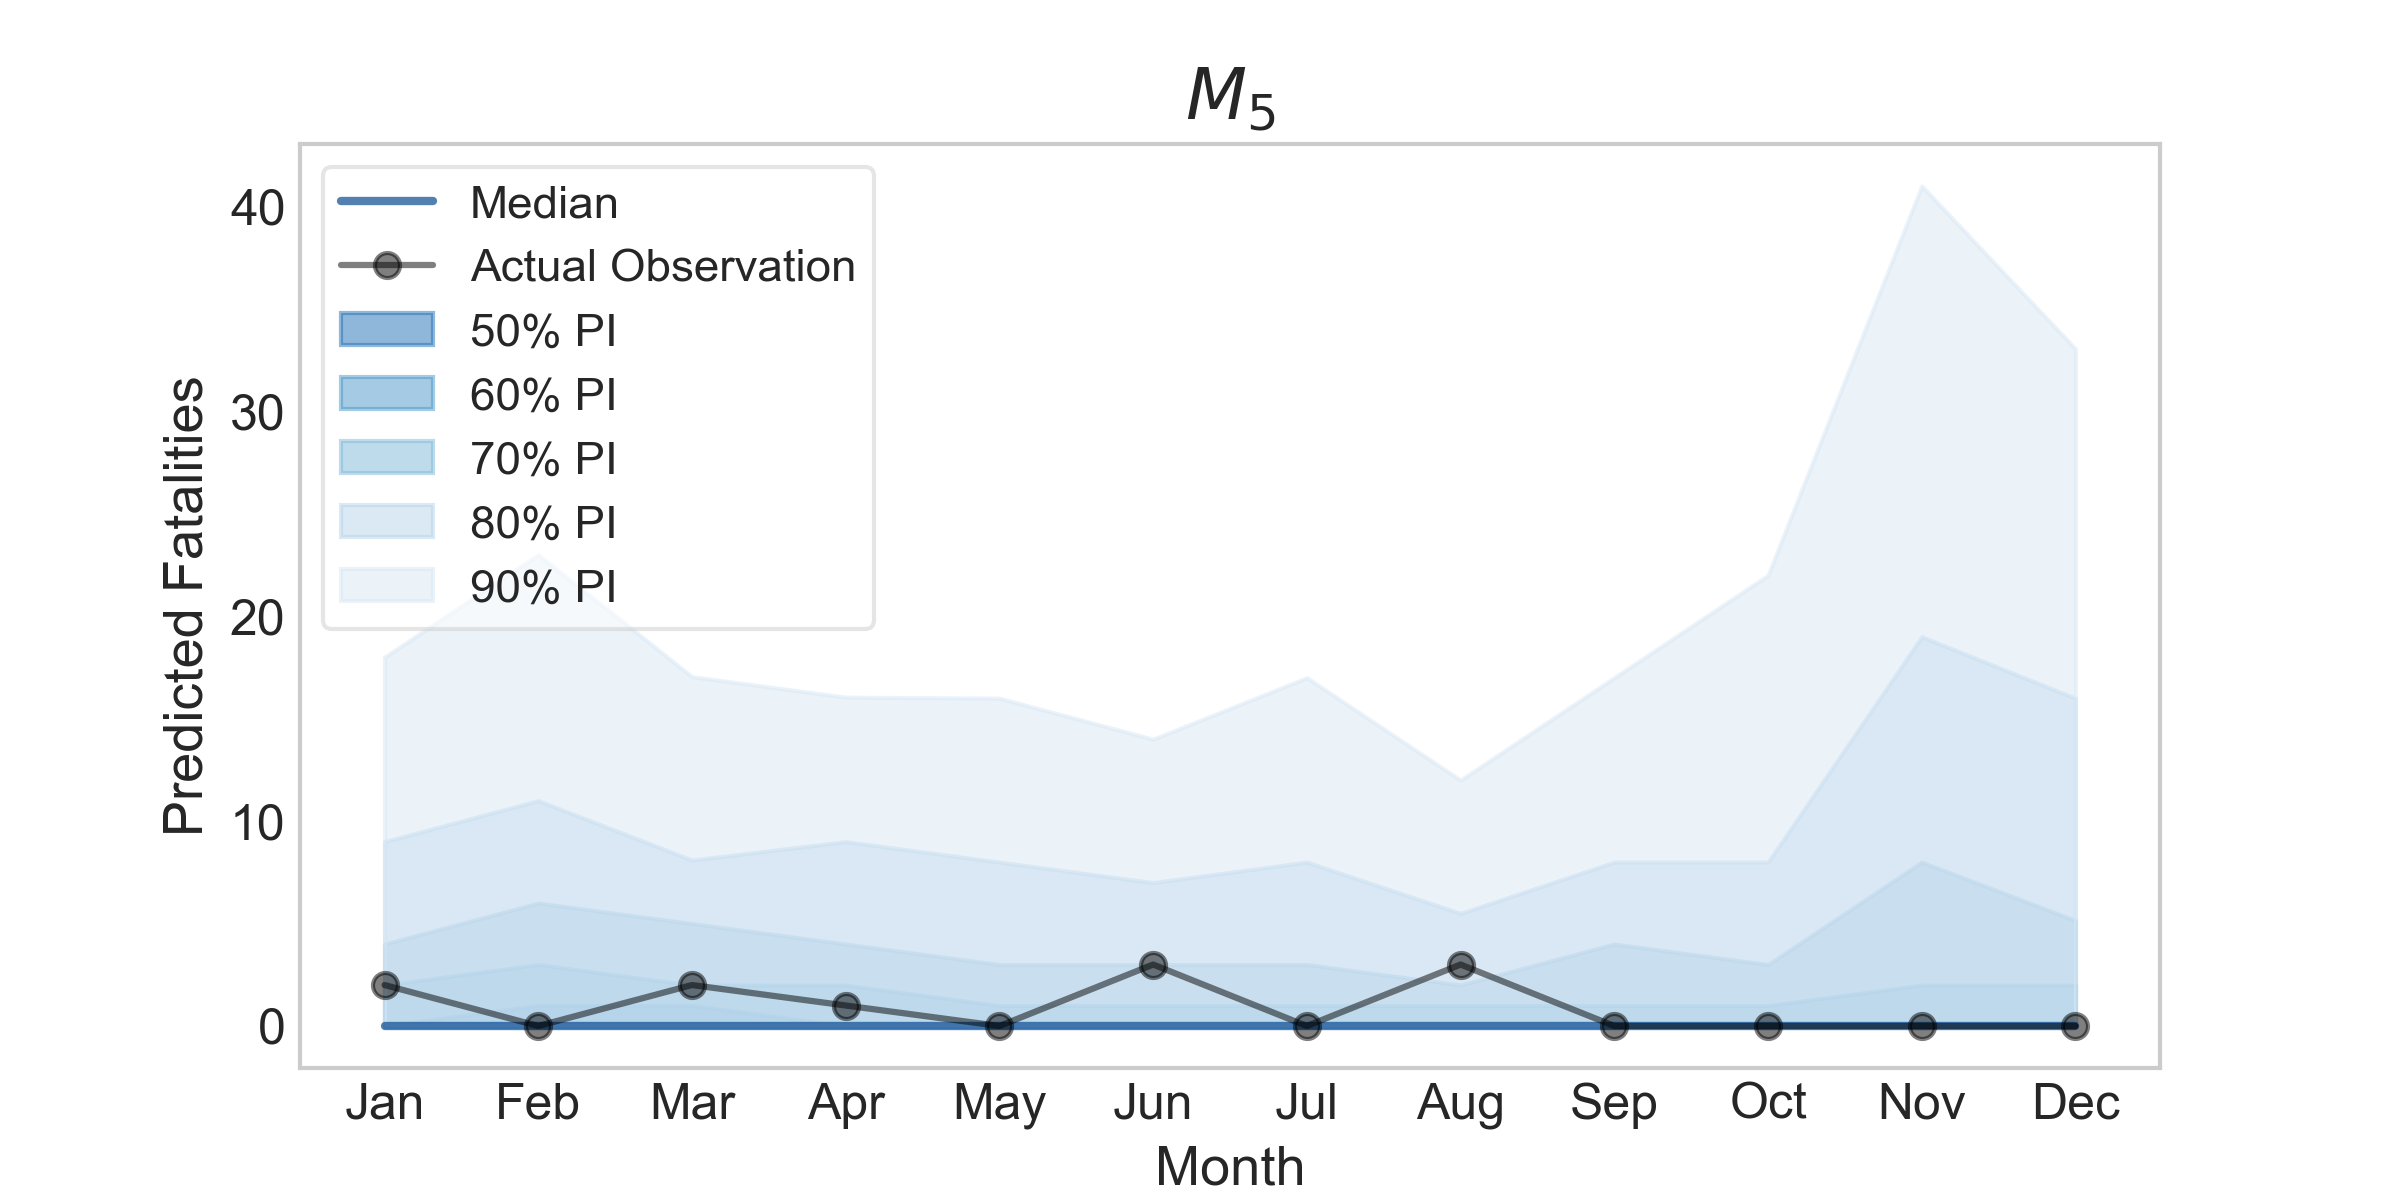 M5
Predicted Fatalities
40
30
20
10
0
Median
Actual Observation
50% PI
60% PI
70% PI
80% PI
90% PI
Jan Feb Mar Apr May Jun Jul Aug Sep Oct Nov Dec
Month